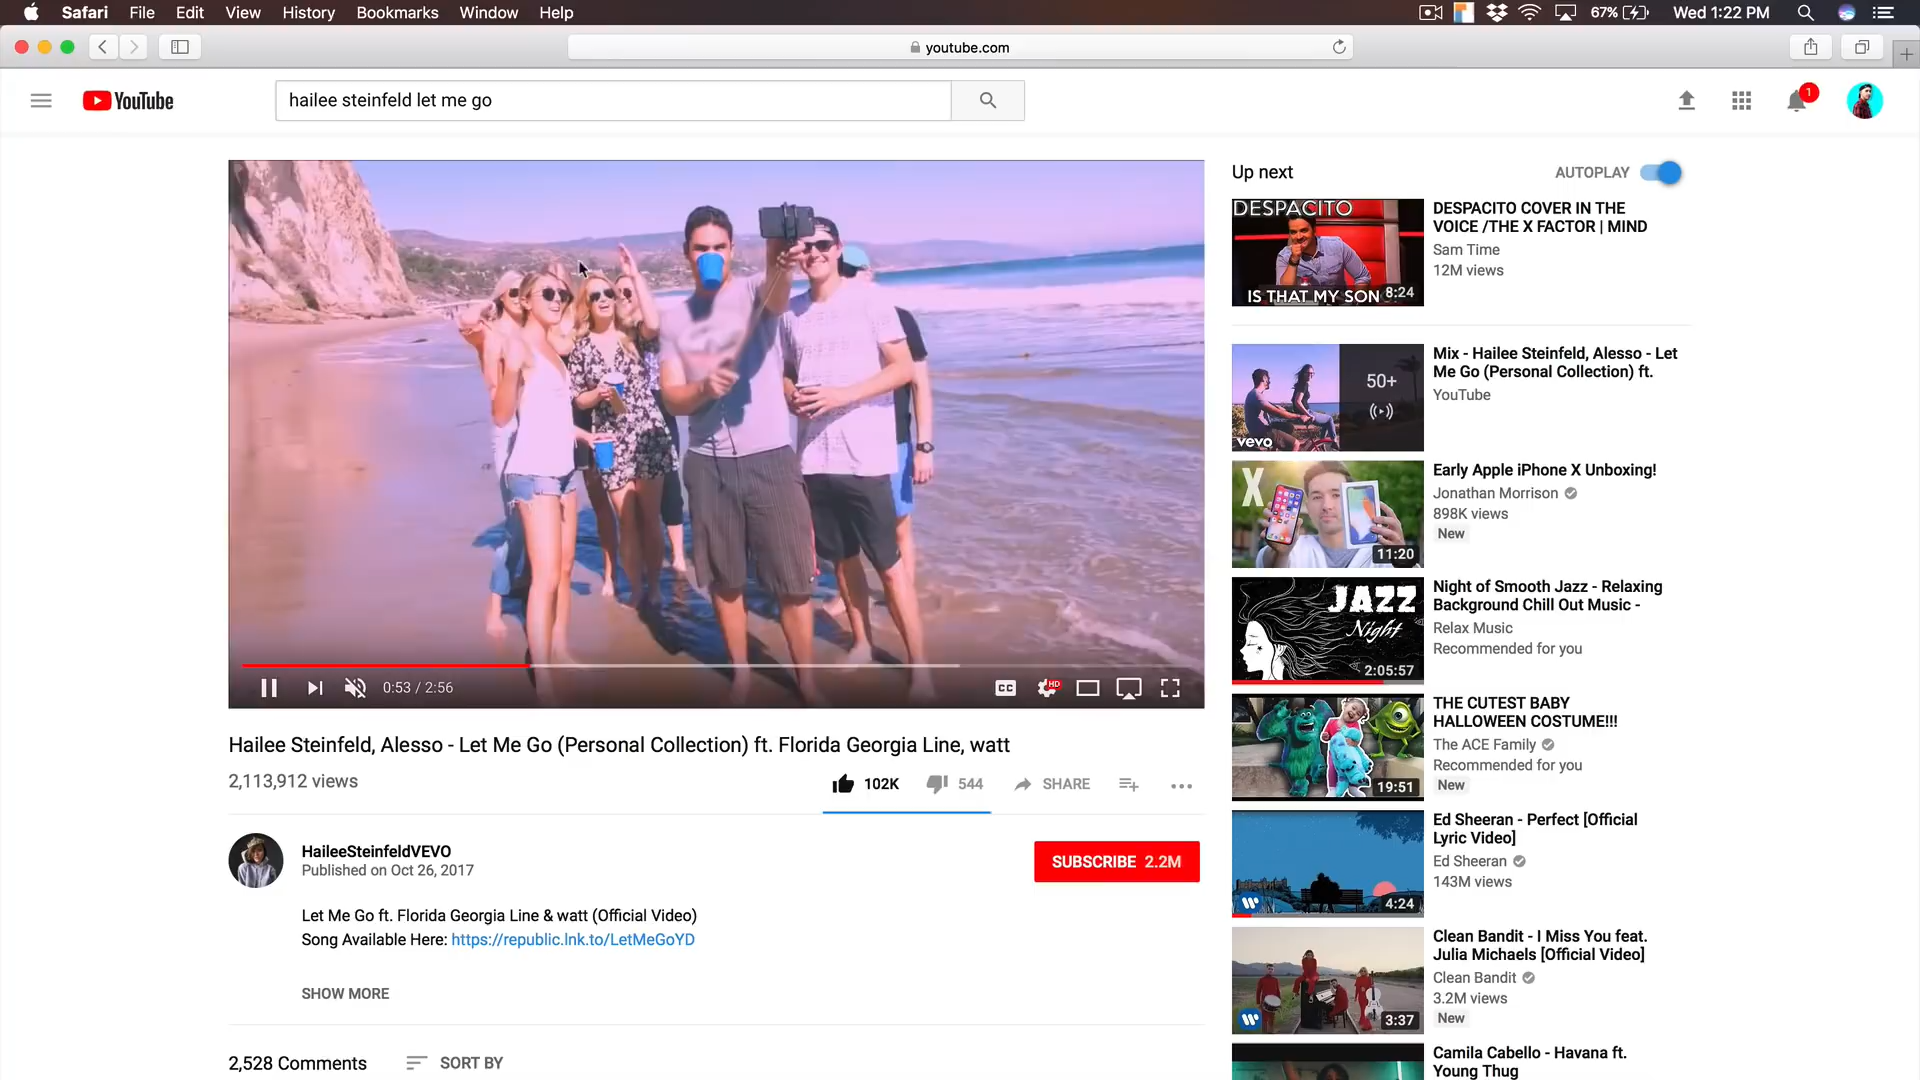 Safari File Edit View History Bookmarks Window Help
67% Wed 1:22 PM
youtube.com
YouTube
hailee steinfeld let me go
1
0:53 / 2:56
CC
HD
Hailee Steinfeld, Alesso - Let Me Go (Personal Collection) ft. Florida Georgia Line, watt
2,113,912 views
102K 544 SHARE
HaileeSteinfeldVEVO
Published on Oct 26, 2017
SUBSCRIBE 2.2M
Let Me Go ft. Florida Georgia Line & watt (Official Video)
Song Available Here: https://republic.lnk.to/LetMeGoYD
SHOW MORE
2,528 Comments
SORT BY
Up next
AUTOPLAY
DESPACITO
IS THAT MY SON
8:24
DESPACITO COVER IN THE
VOICE /THE X FACTOR | MIND
Sam Time
12M views
50+
vevo
Mix - Hailee Steinfeld, Alesso - Let
Me Go (Personal Collection) ft.
YouTube
X
11:20
Early Apple iPhone X Unboxing!
Jonathan Morrison
898K views
New
JAZZ
Night
2:05:57
Night of Smooth Jazz - Relaxing
Background Chill Out Music -
Relax Music
Recommended for you
19:51
THE CUTEST BABY
HALLOWEEN COSTUME!!!
The ACE Family
Recommended for you
New
4:24
Ed Sheeran - Perfect [Official
Lyric Video]
Ed Sheeran
143M views
3:37
Clean Bandit - I Miss You feat.
Julia Michaels [Official Video]
Clean Bandit
3.2M views
New
Camila Cabello - Havana ft.
Young Thug